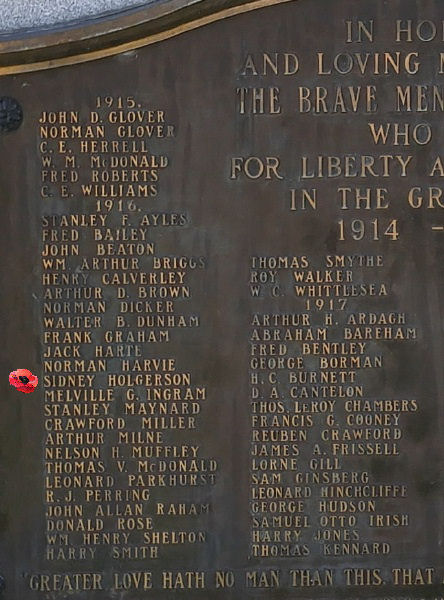 IN HO
AND LOVING
THE BRAVE MEN
WHO
FOR LIBERTY A
IN THE GR
1914 -
1915.
JOHN D. GLOVER
NORMAN GLOVER
C. E. HERRELL
W. M. McDONALD
FRED ROBERTS
C. E. WILLIAMS
1916.
STANLEY F. AYLES
FRED BAILEY
JOHN BEATON
WM. ARTHUR BRIGGS
HENRY CALVERLEY
ARTHUR D. BROWN
NORMAN DICKER
WALTER B. DUNHAM
FRANK GRAHAM
JACK HARTE
NORMAN HARVIE
SIDNEY HOLGERSON
MELVILLE G. INGRAM
STANLEY MAYNARD
CRAWFORD MILLER
ARTHUR MILNE
NELSON H. MUFFLEY
THOMAS V. McDONALD
LEONARD PARKHURST
R. J. PERRING
JOHN ALLAN RAHAM
DONALD ROSE
WM. HENRY SHELTON
HARRY SMITH
THOMAS SMYTHE
ROY WALKER
W. C. WHITTLESEA
1917
ARTHUR H. ARDAGH
ABRAHAM BAREHAM
FRED BENTLEY
GEORGE BORMAN
H. C. BURNETT
D. A. CANTELON
THOS. LEROY CHAMBERS
FRANCIS G. COONEY
REUBEN CRAWFORD
JAMES A. FRISSELL
LORNE GILL
SAM GINSBERG
LEONARD HINCHCLIFFE
GEORGE HUDSON
SAMUEL OTTO IRISH
HARRY JONES
THOMAS KENNARD
"GREATER LOVE HATH NO MAN THAN THIS, THAT